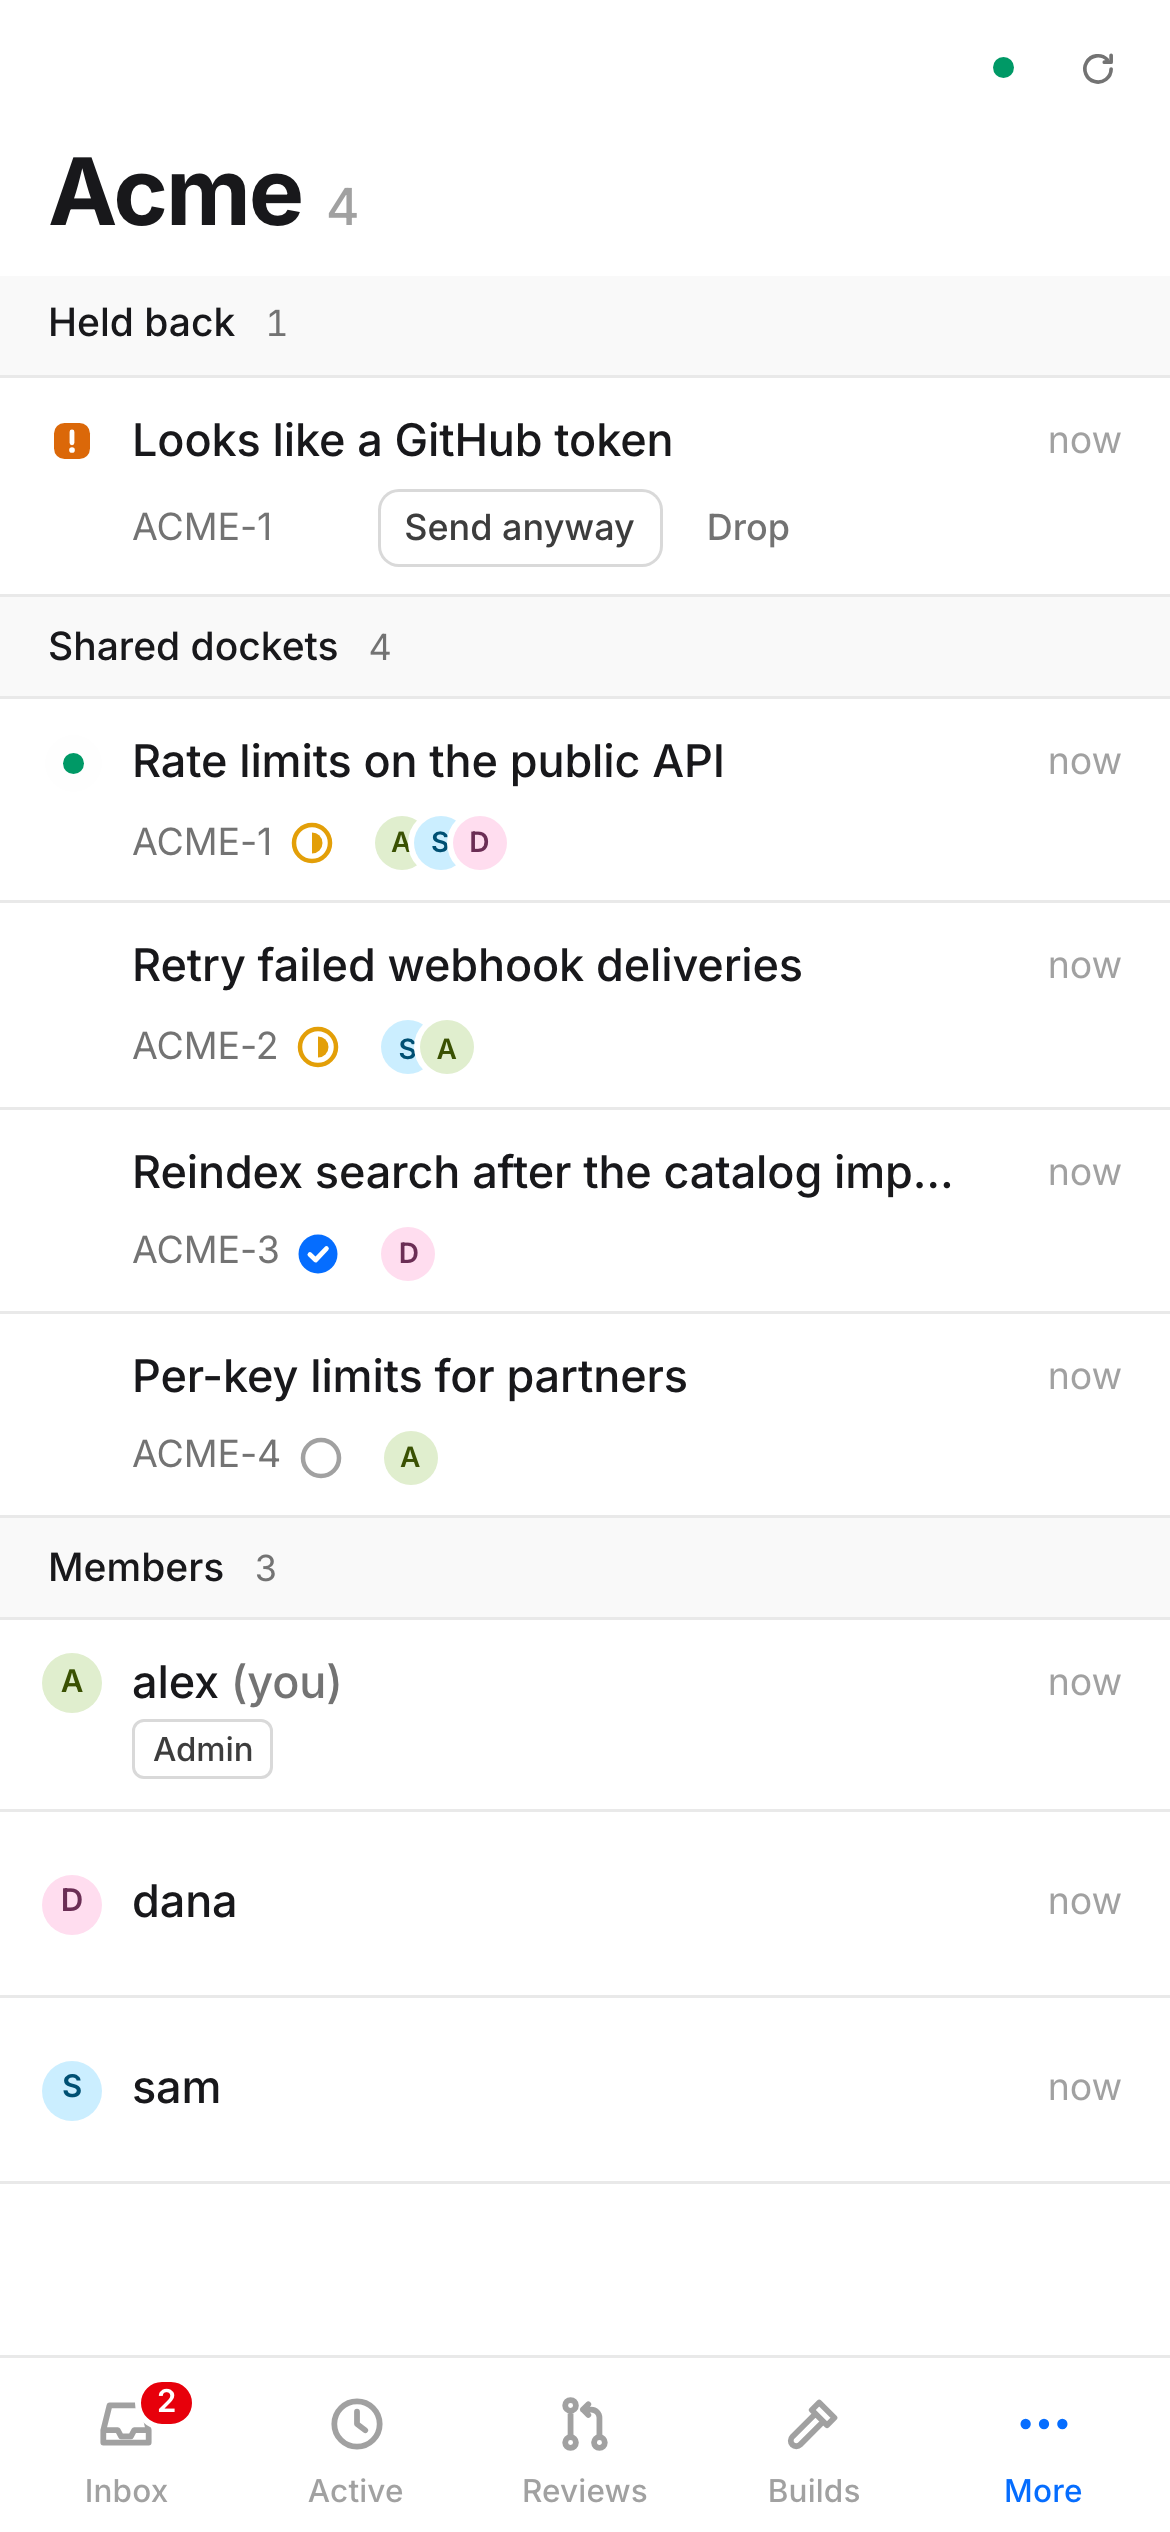 Acme 4
Held back 1
Looks like a GitHub token now
ACME-1 Send anyway Drop
Shared dockets 4
Rate limits on the public API now
ACME-1 A S D
Retry failed webhook deliveries now
ACME-2 S A
Reindex search after the catalog imp... now
ACME-3 D
Per-key limits for partners now
ACME-4 A
Members 3
A alex (you) now
Admin
D dana now
S sam now
2
Inbox Active Reviews Builds More